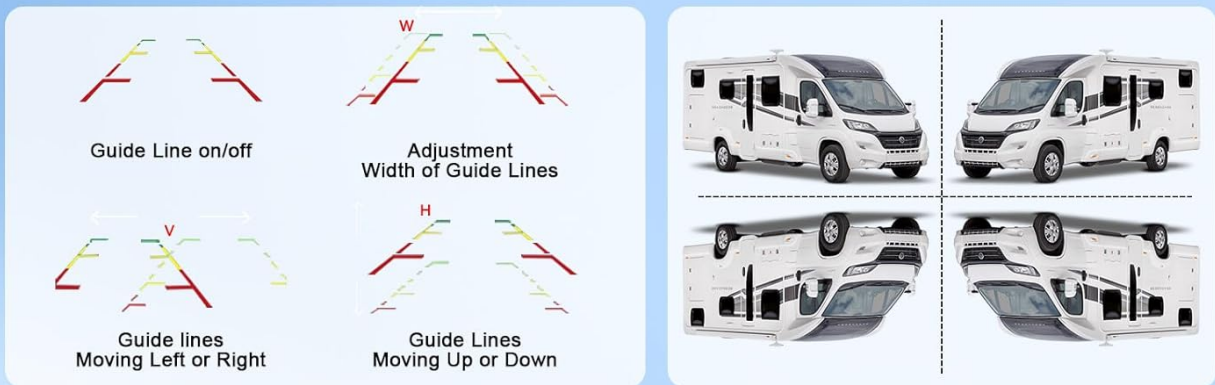 Guide Line on/off
W
Adjustment
Width of Guide Lines
V
Guide lines
Moving Left or Right
H
Guide Lines
Moving Up or Down